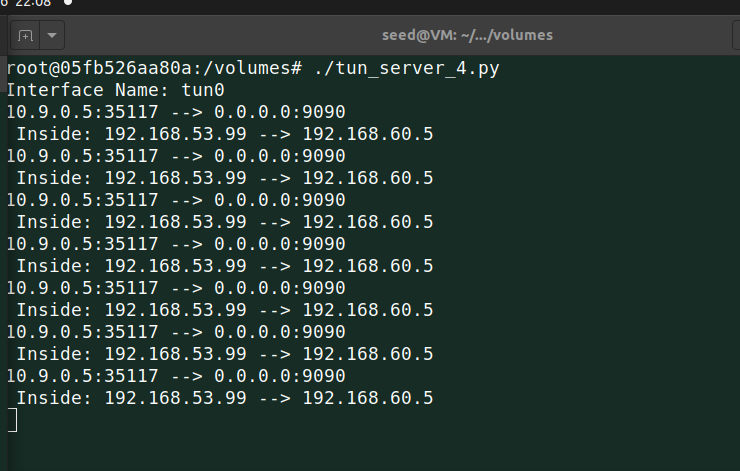 6 22:08
seed@VM: ~/.../volumes
root@05fb526aa80a:/volumes# ./tun_server_4.py
Interface Name: tun0
10.9.0.5:35117 --> 0.0.0.0:9090
Inside: 192.168.53.99 --> 192.168.60.5
10.9.0.5:35117 --> 0.0.0.0:9090
Inside: 192.168.53.99 --> 192.168.60.5
10.9.0.5:35117 --> 0.0.0.0:9090
Inside: 192.168.53.99 --> 192.168.60.5
10.9.0.5:35117 --> 0.0.0.0:9090
Inside: 192.168.53.99 --> 192.168.60.5
10.9.0.5:35117 --> 0.0.0.0:9090
Inside: 192.168.53.99 --> 192.168.60.5
10.9.0.5:35117 --> 0.0.0.0:9090
Inside: 192.168.53.99 --> 192.168.60.5
10.9.0.5:35117 --> 0.0.0.0:9090
Inside: 192.168.53.99 --> 192.168.60.5